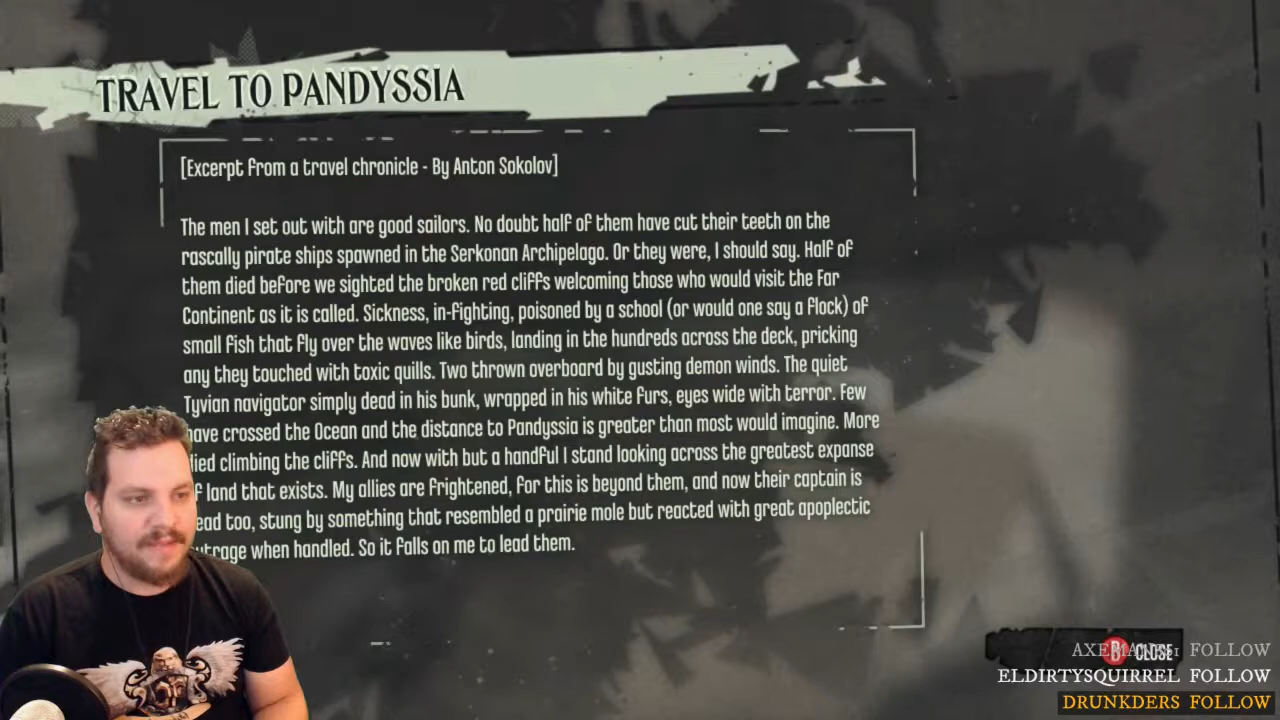 TRAVEL TO PANDYSSIA
[Excerpt from a travel chronicle - By Anton Sokolov]
The men I set out with are good sailors. No doubt half of them have cut their teeth on the
rascally pirate ships spawned in the Serkonan Archipelago. Or they were, I should say. Half of
them died before we sighted the broken red cliffs welcoming those who would visit the Far
Continent as it is called. Sickness, in-fighting, poisoned by a school (or would one say a flock) of
small fish that fly over the waves like birds, landing in the hundreds across the deck, pricking
any they touched with toxic quills. Two thrown overboard by gusting demon winds. The quiet
Tyvian navigator simply dead in his bunk, wrapped in his white furs, eyes wide with terror. Few
have crossed the Ocean and the distance to Pandyssia is greater than most would imagine. More
died climbing the cliffs. And now with but a handful I stand looking across the greatest expanse
of land that exists. My allies are frightened, for this is beyond them, and now their captain is
ead too, stung by something that resembled a prairie mole but reacted with great apoplectic
utrage when handled. So it falls on me to lead them.
B CLOSE
FOLLOW
ELDIRTYSQUIRREL FOLLOW
DRUNKDERS FOLLOW